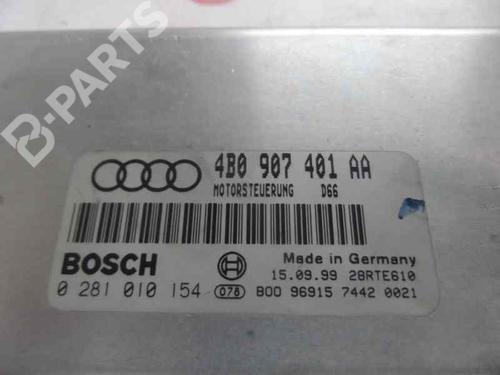 B-PARTS
4B0 907 401 AA
MOTORSTEUERUNG D66
BOSCH
Made in Germany
15.09.99 28RTE610
0 281 010 154 078 B00 96915 7442 0021